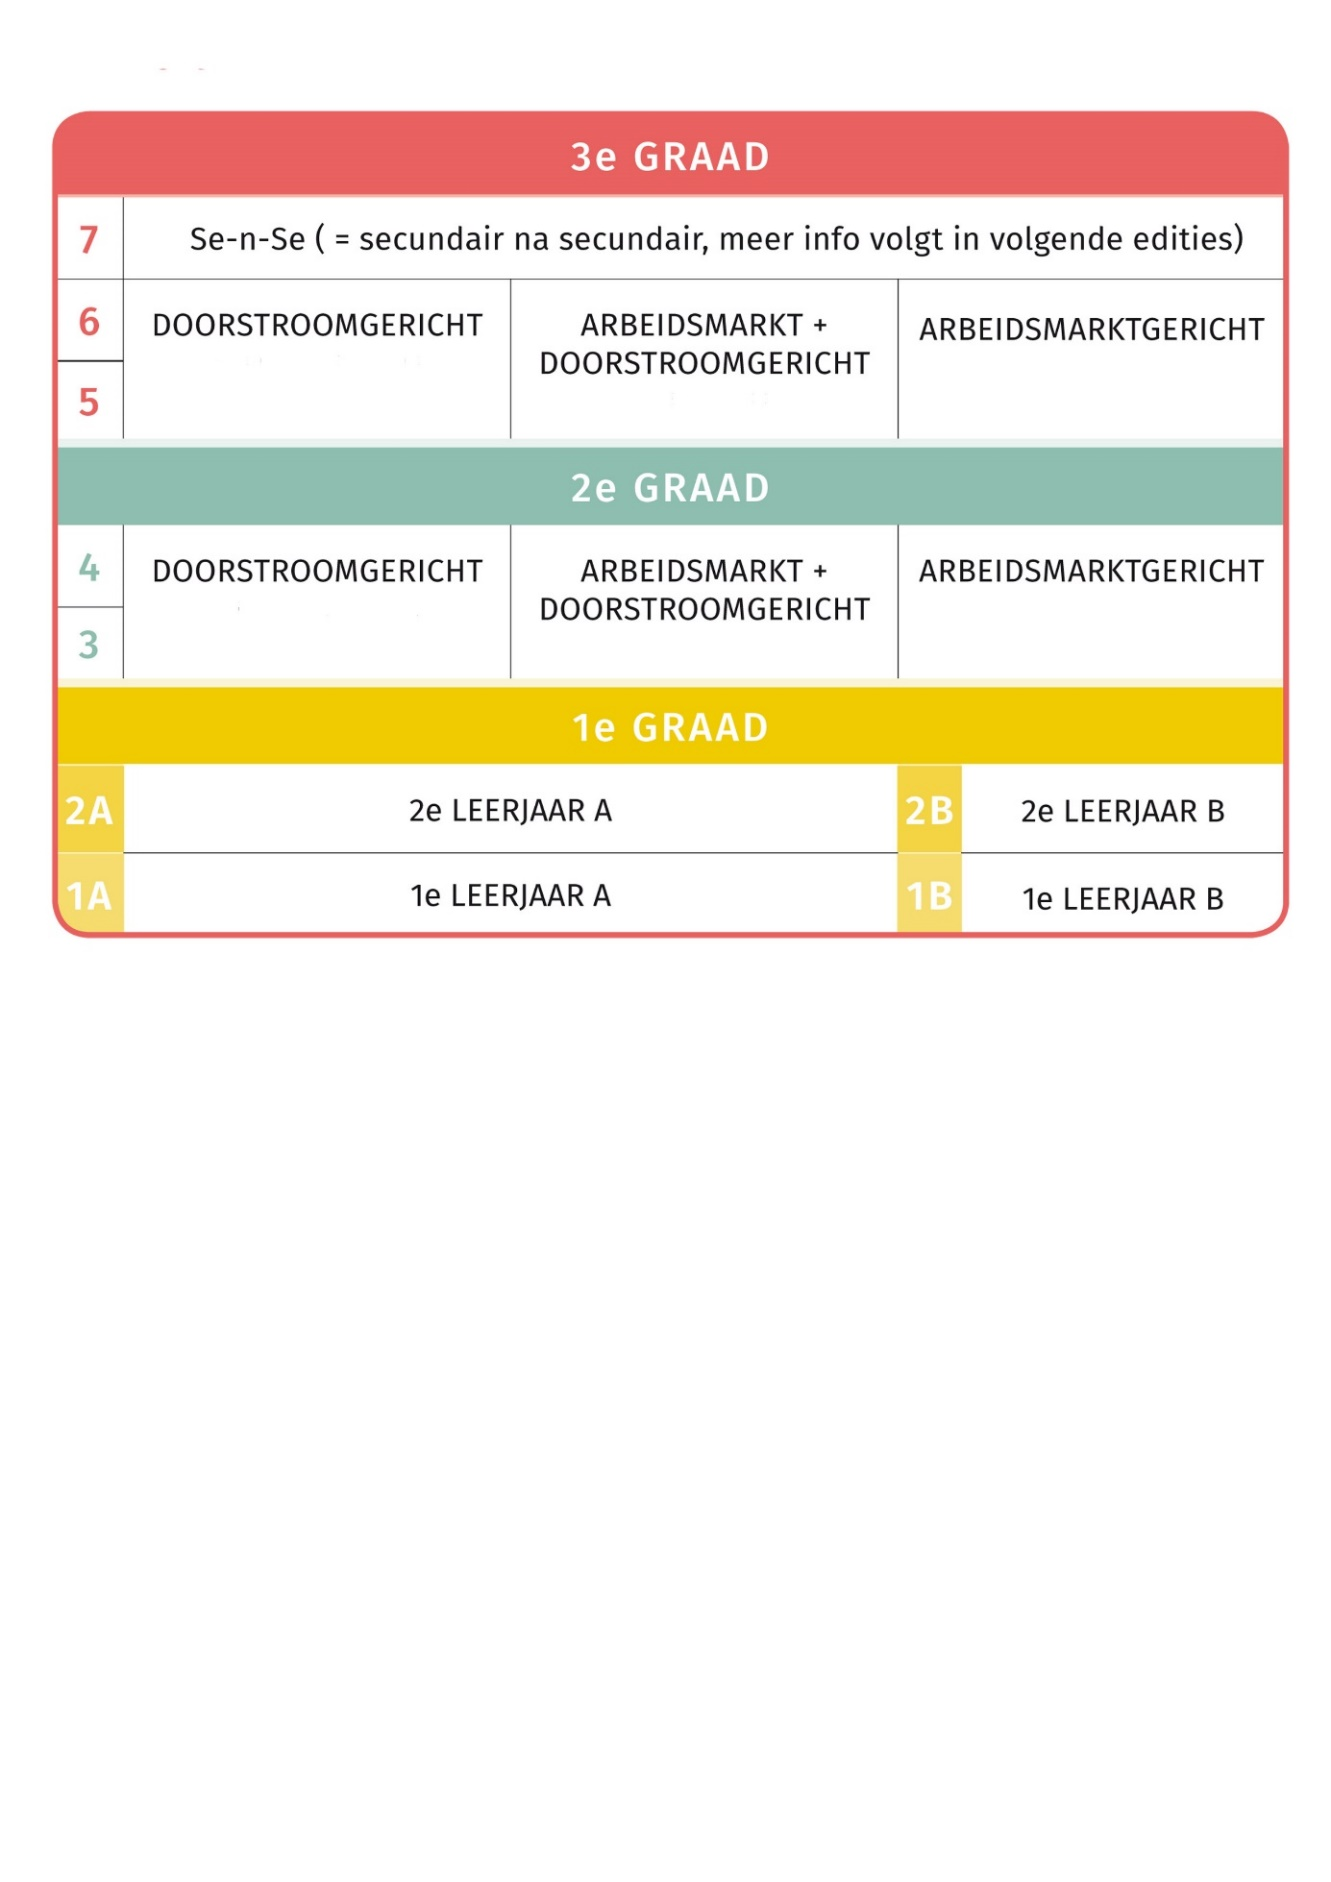 3e GRAAD
7
Se-n-Se ( = secundair na secundair, meer info volgt in volgende edities)
6
5
DOORSTROOMGERICHT
ARBEIDSMARKT +
DOORSTROOMGERICHT
ARBEIDSMARKTGERICHT
2e GRAAD
4
3
DOORSTROOMGERICHT
ARBEIDSMARKT +
DOORSTROOMGERICHT
ARBEIDSMARKTGERICHT
1e GRAAD
2A
2e LEERJAAR A
2B
2e LEERJAAR B
1A
1e LEERJAAR A
1B
1e LEERJAAR B